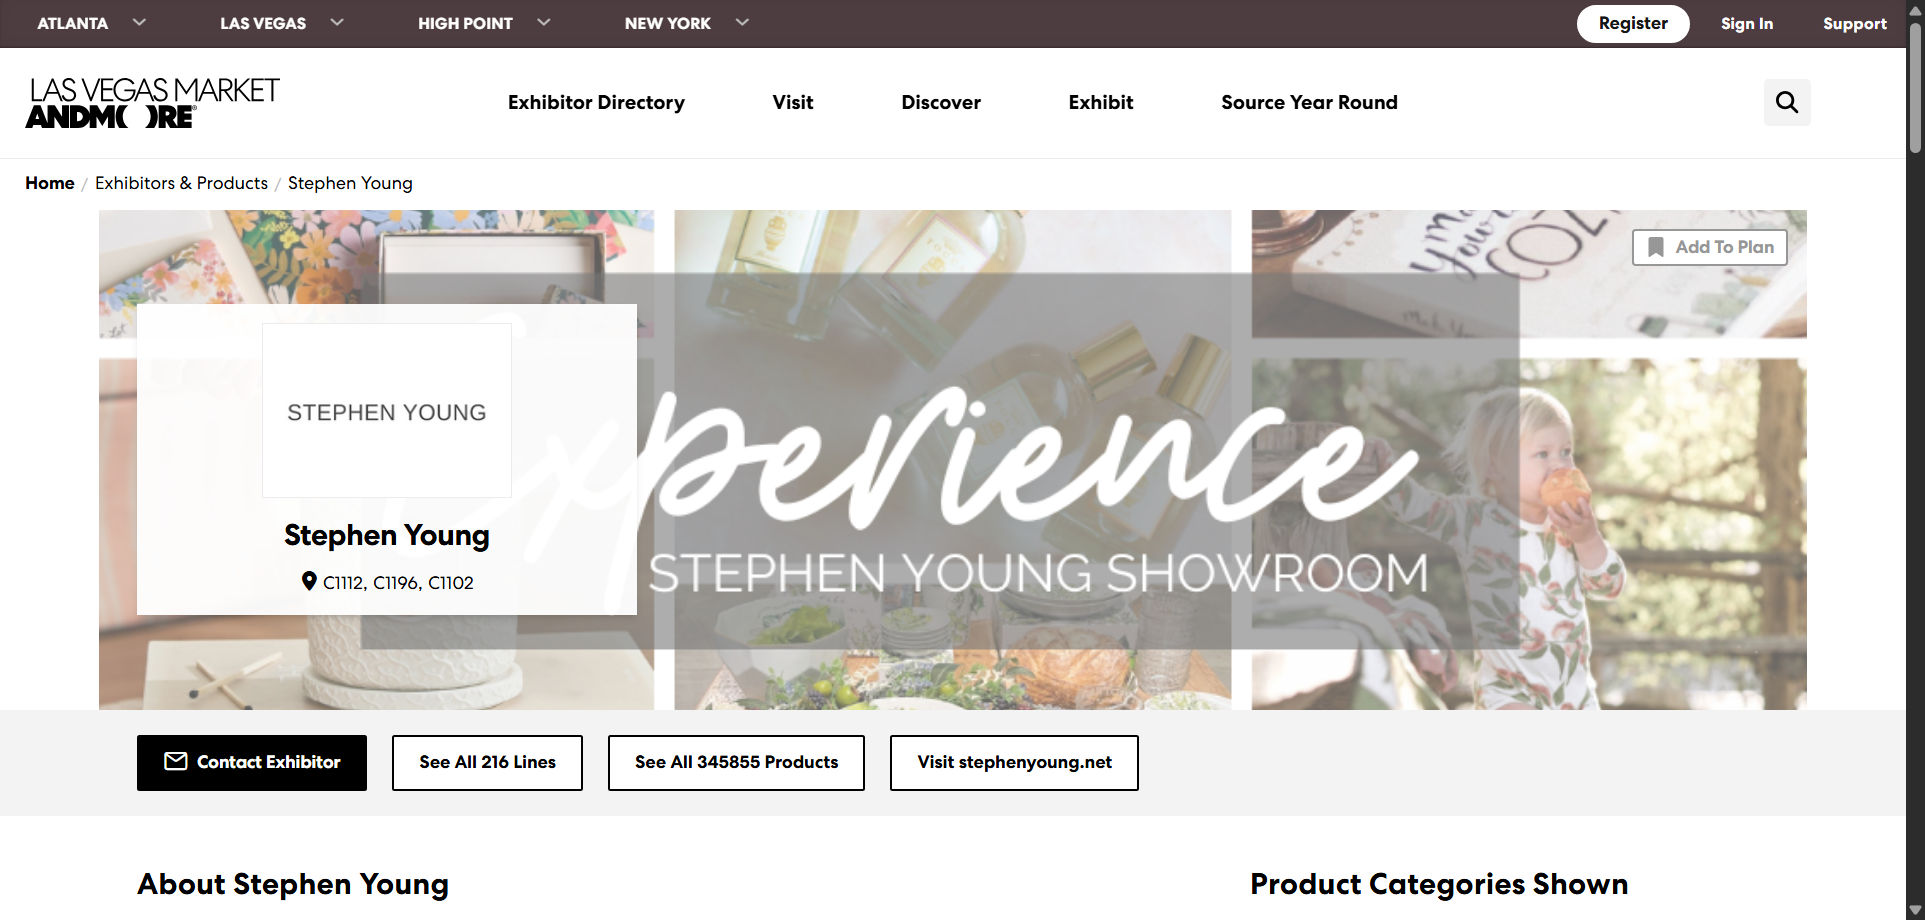 ATLANTA LAS VEGAS HIGH POINT NEW YORK Register Sign In Support
LAS VEGAS MARKET
ANDMORE
Exhibitor Directory Visit Discover Exhibit Source Year Round
Home / Exhibitors & Products / Stephen Young
Add To Plan
STEPHEN YOUNG
Experience
STEPHEN YOUNG SHOWROOM
Stephen Young
C1112, C1196, C1102
Contact Exhibitor See All 216 Lines See All 345855 Products Visit stephenyoung.net
About Stephen Young Product Categories Shown